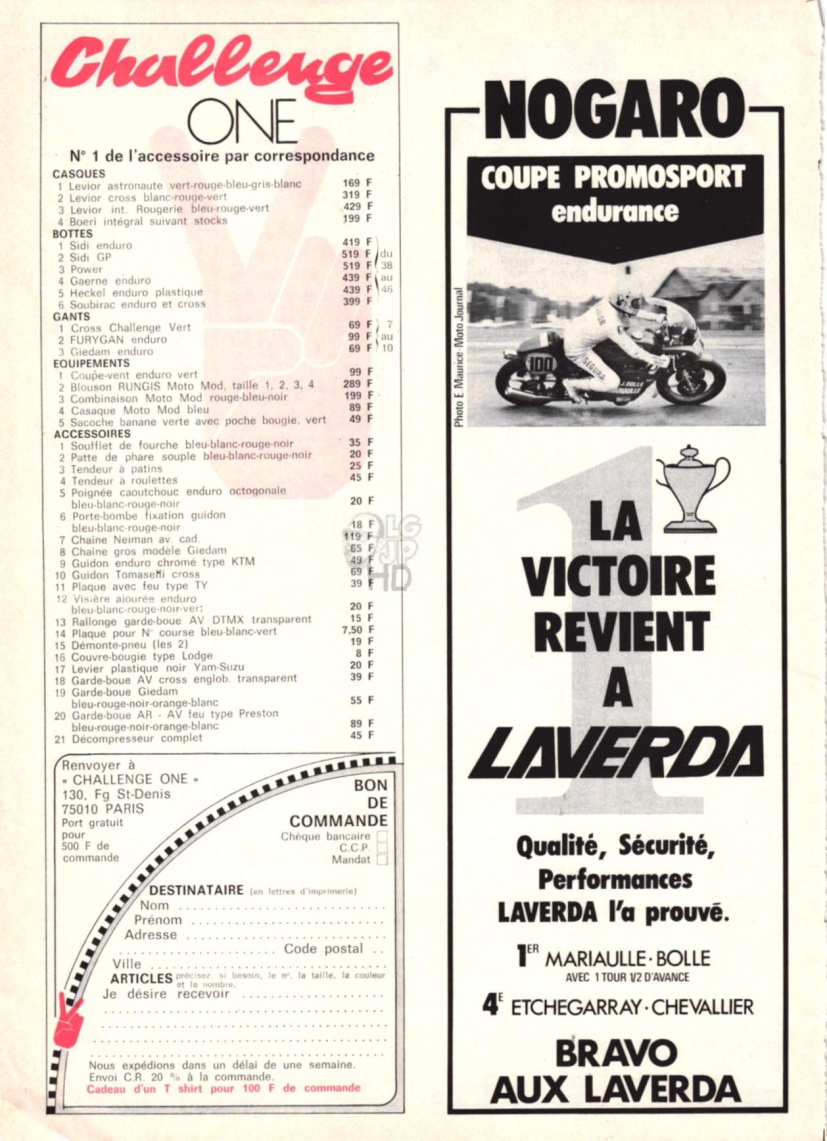 Challenge
ONE
N° 1 de l'accessoire par correspondance
CASQUES
1 Levior astronaute vert-rouge-bleu-gris-blanc 169 F
2 Levior cross blanc-rouge-vert 319 F
3 Levior int. Rougerie bleu-rouge-vert 429 F
4 Boeri intégral suivant stocks 199 F
BOTTES
1 Sidi enduro 419 F
2 Sidi GP 519 F du
3 Power 519 F 38
4 Gaerne enduro 439 F au
5 Heckel enduro plastique 439 F 46
6 Soubirac enduro et cross 399 F
GANTS
1 Cross Challenge Vert 69 F 7
2 FURYGAN enduro 99 F au
3 Giedam enduro 69 F 10
EQUIPEMENTS
1 Coupe-vent enduro vert 99 F
2 Blouson RUNGIS Moto Mod, taille 1, 2, 3, 4 289 F
3 Combinaison Moto Mod rouge-bleu-noir 199 F
4 Casaque Moto Mod bleu 89 F
5 Sacoche banane verte avec poche bougie, vert 49 F
ACCESSOIRES
1 Soufflet de fourche bleu-blanc-rouge-noir 35 F
2 Patte de phare souple bleu-blanc-rouge-noir 20 F
3 Tendeur à patins 25 F
4 Tendeur à roulettes 45 F
5 Poignée caoutchouc enduro octogonale
bleu-blanc-rouge-noir 20 F
6 Porte-bombe fixation guidon
bleu-blanc-rouge-noir 18 F
7 Chaîne Neiman av. cad. 119 F
8 Chaîne gros modèle Giedam 65 F
9 Guidon enduro chromé type KTM 49 F
10 Guidon Tomaselli cross 69 F
11 Plaque avec feu type TY 39 F
12 Visière ajourée enduro
bleu-blanc-rouge-noir-vert 20 F
13 Rallonge garde-boue AV DTMX transparent 15 F
14 Plaque pour N° course bleu-blanc-vert 7,50 F
15 Démonte-pneu (les 2) 19 F
16 Couvre-bougie type Lodge 8 F
17 Levier plastique noir Yam-Suzu 20 F
18 Garde-boue AV cross englob. transparent 39 F
19 Garde-boue Giedam
bleu-rouge-noir-orange-blanc 55 F
20 Garde-boue AR - AV feu type Preston
bleu-rouge-noir-orange-blanc 89 F
21 Décompresseur complet 45 F
Renvoyer à
« CHALLENGE ONE »
130, Fg St-Denis
75010 PARIS
Port gratuit
pour
500 F de
commande
BON
DE
COMMANDE
Chèque bancaire
C.C.P.
Mandat
DESTINATAIRE (en lettres d'imprimerie)
Nom
Prénom
Adresse
Code postal
Ville
ARTICLES précisez, si besoin, le n°, la taille, la couleur
et le nombre.
Je désire recevoir
Nous expédions dans un délai de une semaine.
Envoi C.R. 20 % à la commande.
Cadeau d'un T shirt pour 100 F de commande
LG
JP
HD
NOGARO
COUPE PROMOSPORT
endurance
100
Photo E. Maurice-Moto Journal
1
LA
VICTOIRE
REVIENT
A
LAVERDA
Qualité, Sécurité,
Performances
LAVERDA l'a prouvé.
1ER MARIAULLE·BOLLE
AVEC 1 TOUR 1/2 D'AVANCE
4E ETCHEGARRAY·CHEVALLIER
BRAVO
AUX LAVERDA